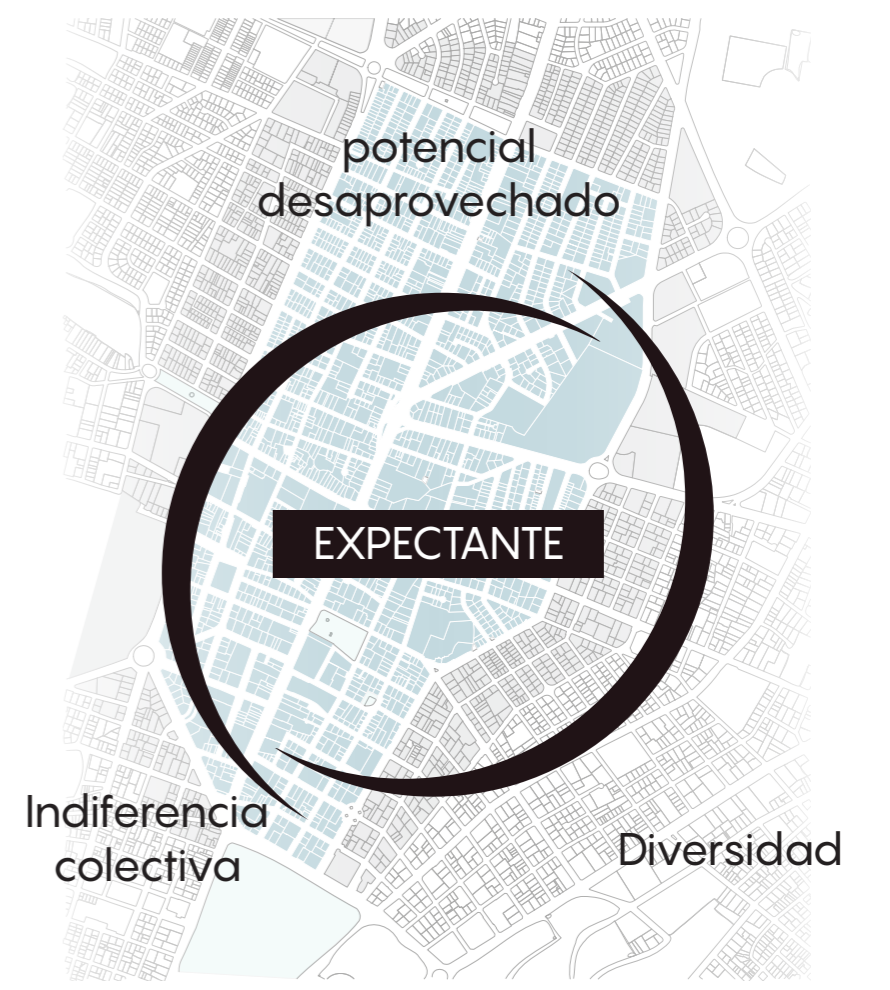 potencial
desaprovechado
EXPECTANTE
Indiferencia
colectiva
Diversidad